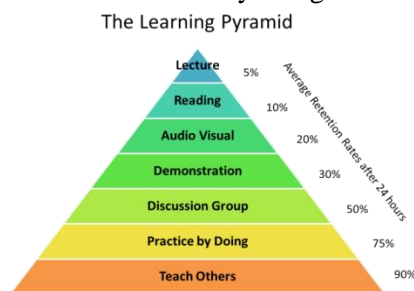 The Learning Pyramid
Lecture
5%
Reading
10%
Audio Visual
20%
Demonstration
30%
Discussion Group
50%
Practice by Doing
75%
Teach Others
90%
Average Retention Rates after 24 hours